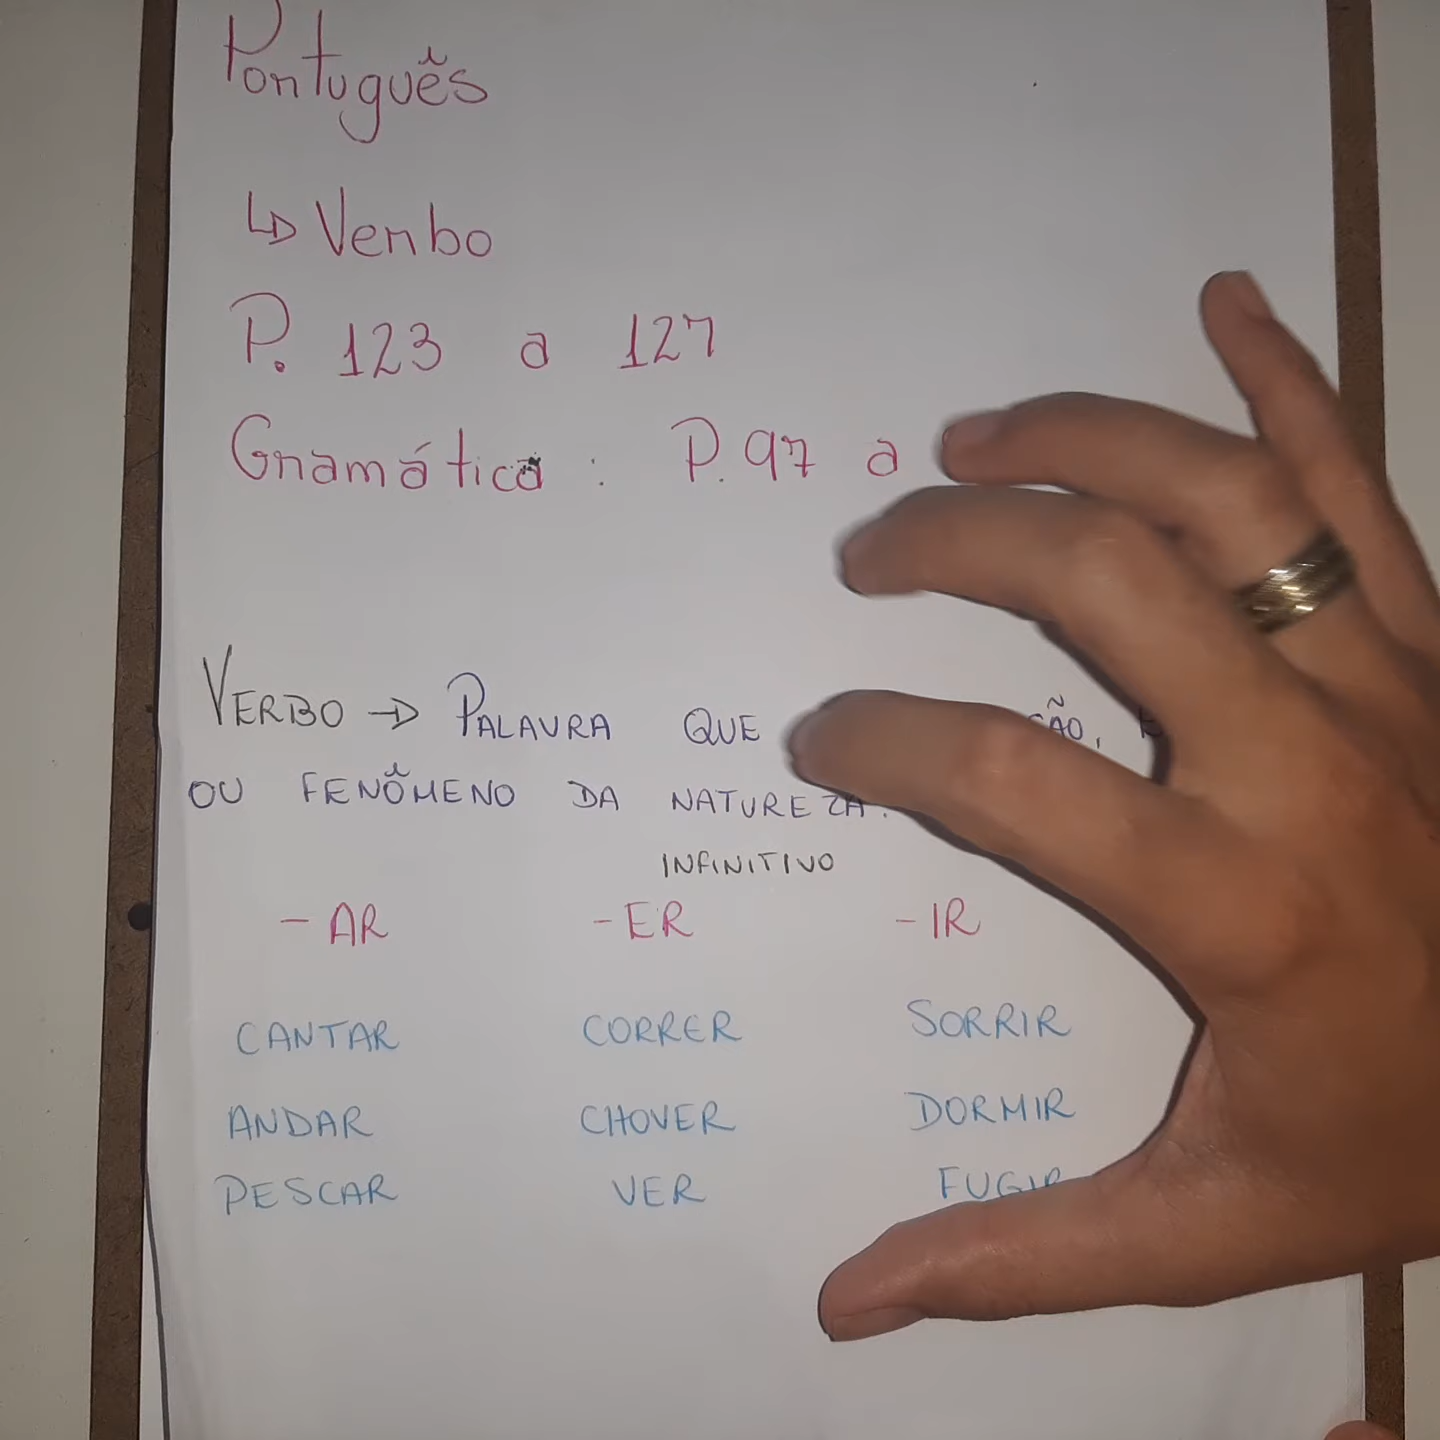 Português
↳ Verbo
P. 123 a 127
Gramática : P. 97 a
VERBO → PALAVRA QUE
OU FENÔMENO DA NATUREZA.
INFINITIVO
- AR - ER - IR
CANTAR CORRER SORRIR
ANDAR CHOVER DORMIR
PESCAR VER FUGIR